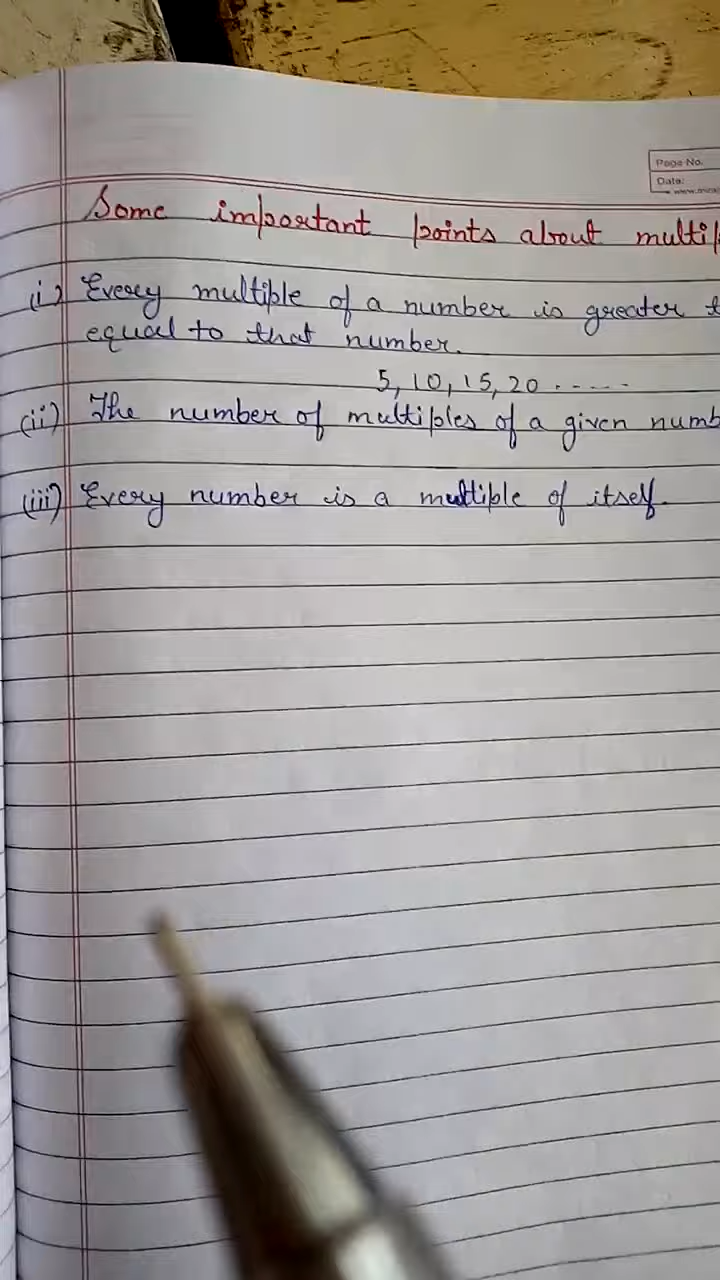 Page No.
Date:
Some important points about
(i) Every multiple of a number is greater
equal to that number.
5, 10, 15, 20 .....
(ii) The number of multiples of a given
(iii) Every number is a multiple of itself.